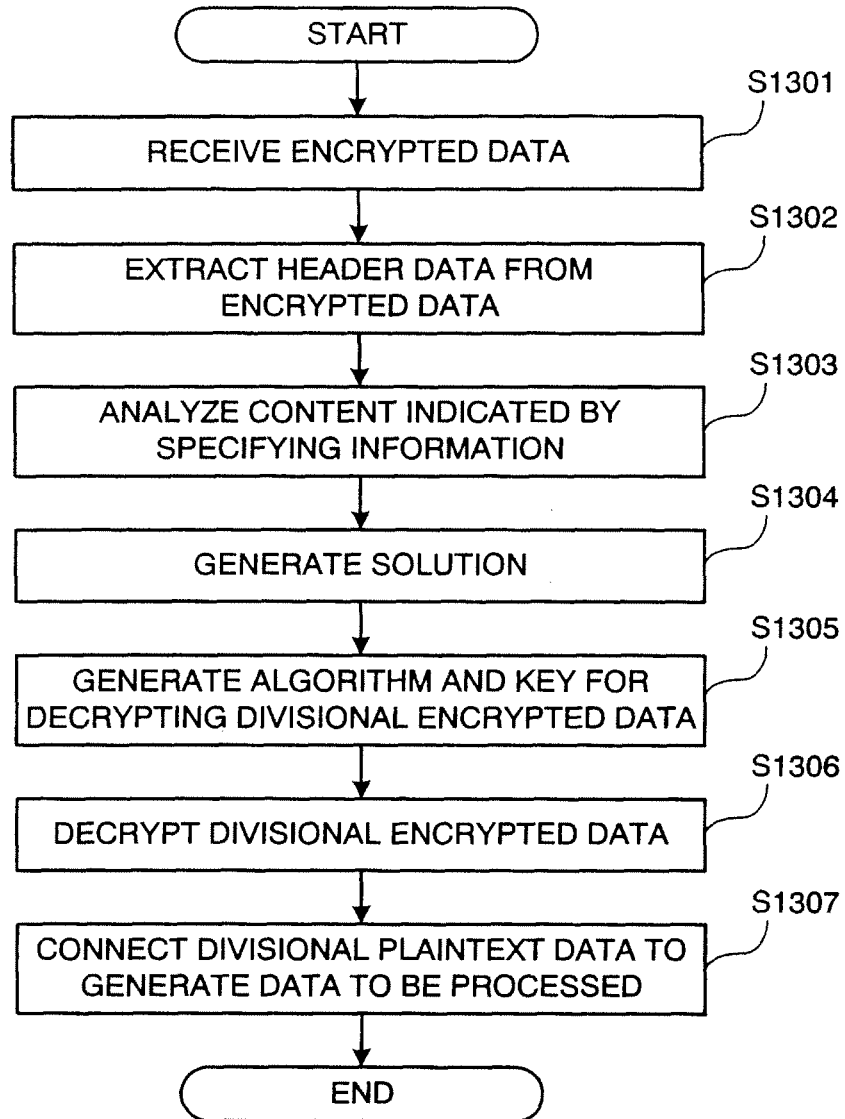 START
S1301
RECEIVE ENCRYPTED DATA
S1302
EXTRACT HEADER DATA FROM
ENCRYPTED DATA
S1303
ANALYZE CONTENT INDICATED BY
SPECIFYING INFORMATION
S1304
GENERATE SOLUTION
S1305
GENERATE ALGORITHM AND KEY FOR
DECRYPTING DIVISIONAL ENCRYPTED DATA
S1306
DECRYPT DIVISIONAL ENCRYPTED DATA
S1307
CONNECT DIVISIONAL PLAINTEXT DATA TO
GENERATE DATA TO BE PROCESSED
END